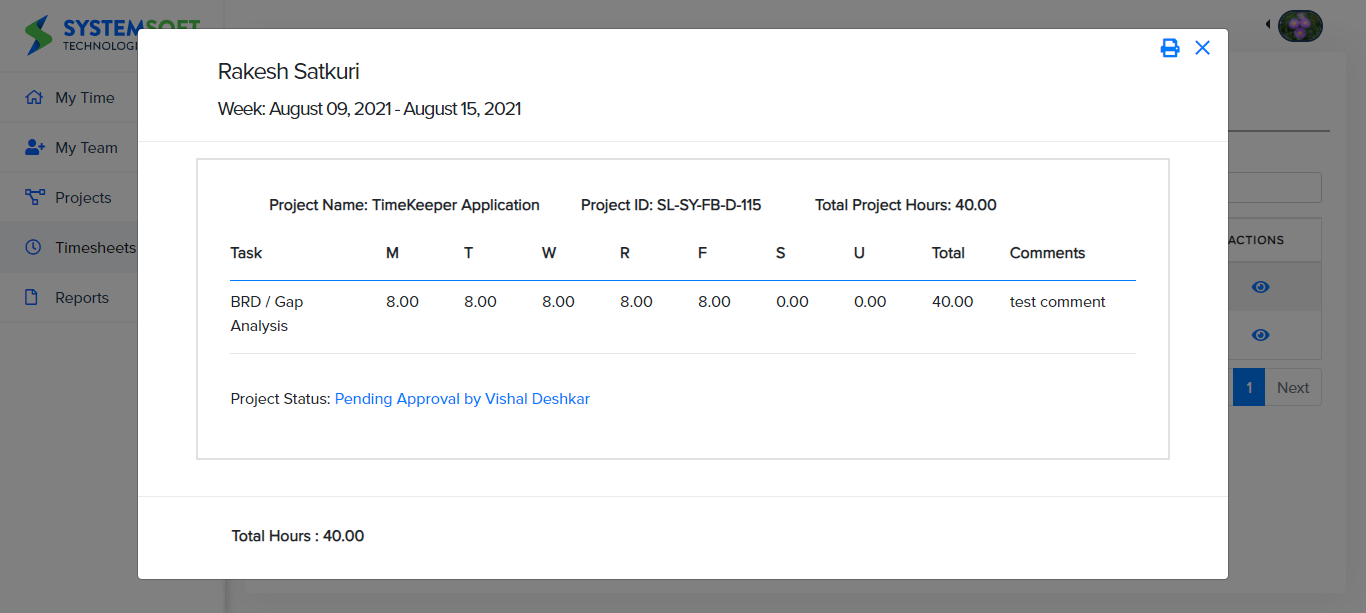 SYSTEMSOFT
My Time
My Team
Projects
Timesheets
Reports
Rakesh Satkuri
Week: August 09, 2021 - August 15, 2021
Project Name: TimeKeeper Application Project ID: SL-SY-FB-D-115 Total Project Hours: 40.00
Task M T W R F S U Total Comments
BRD / Gap 8.00 8.00 8.00 8.00 8.00 0.00 0.00 40.00 test comment
Analysis
Project Status: Pending Approval by Vishal Deshkar
Total Hours : 40.00
ACTIONS
1 Next